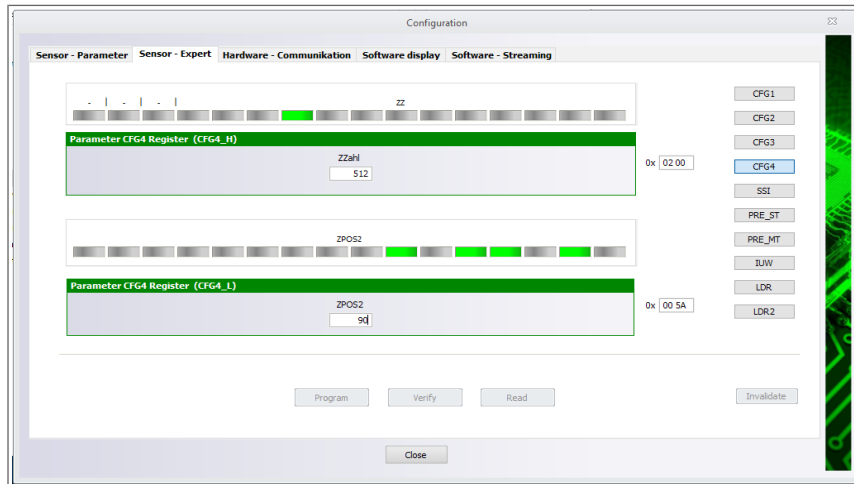 Configuration
Sensor - Parameter Sensor - Expert Hardware - Communikation Software display Software - Streaming
- | - | - | ZZ
Parameter CFG4 Register (CFG4_H)
ZZahl
512
0x 02 00
ZPOS2
Parameter CFG4 Register (CFG4_L)
ZPOS2
90
0x 00 5A
CFG1
CFG2
CFG3
CFG4
SSI
PRE_ST
PRE_MT
IUW
LDR
LDR2
Program Verify Read Invalidate
Close